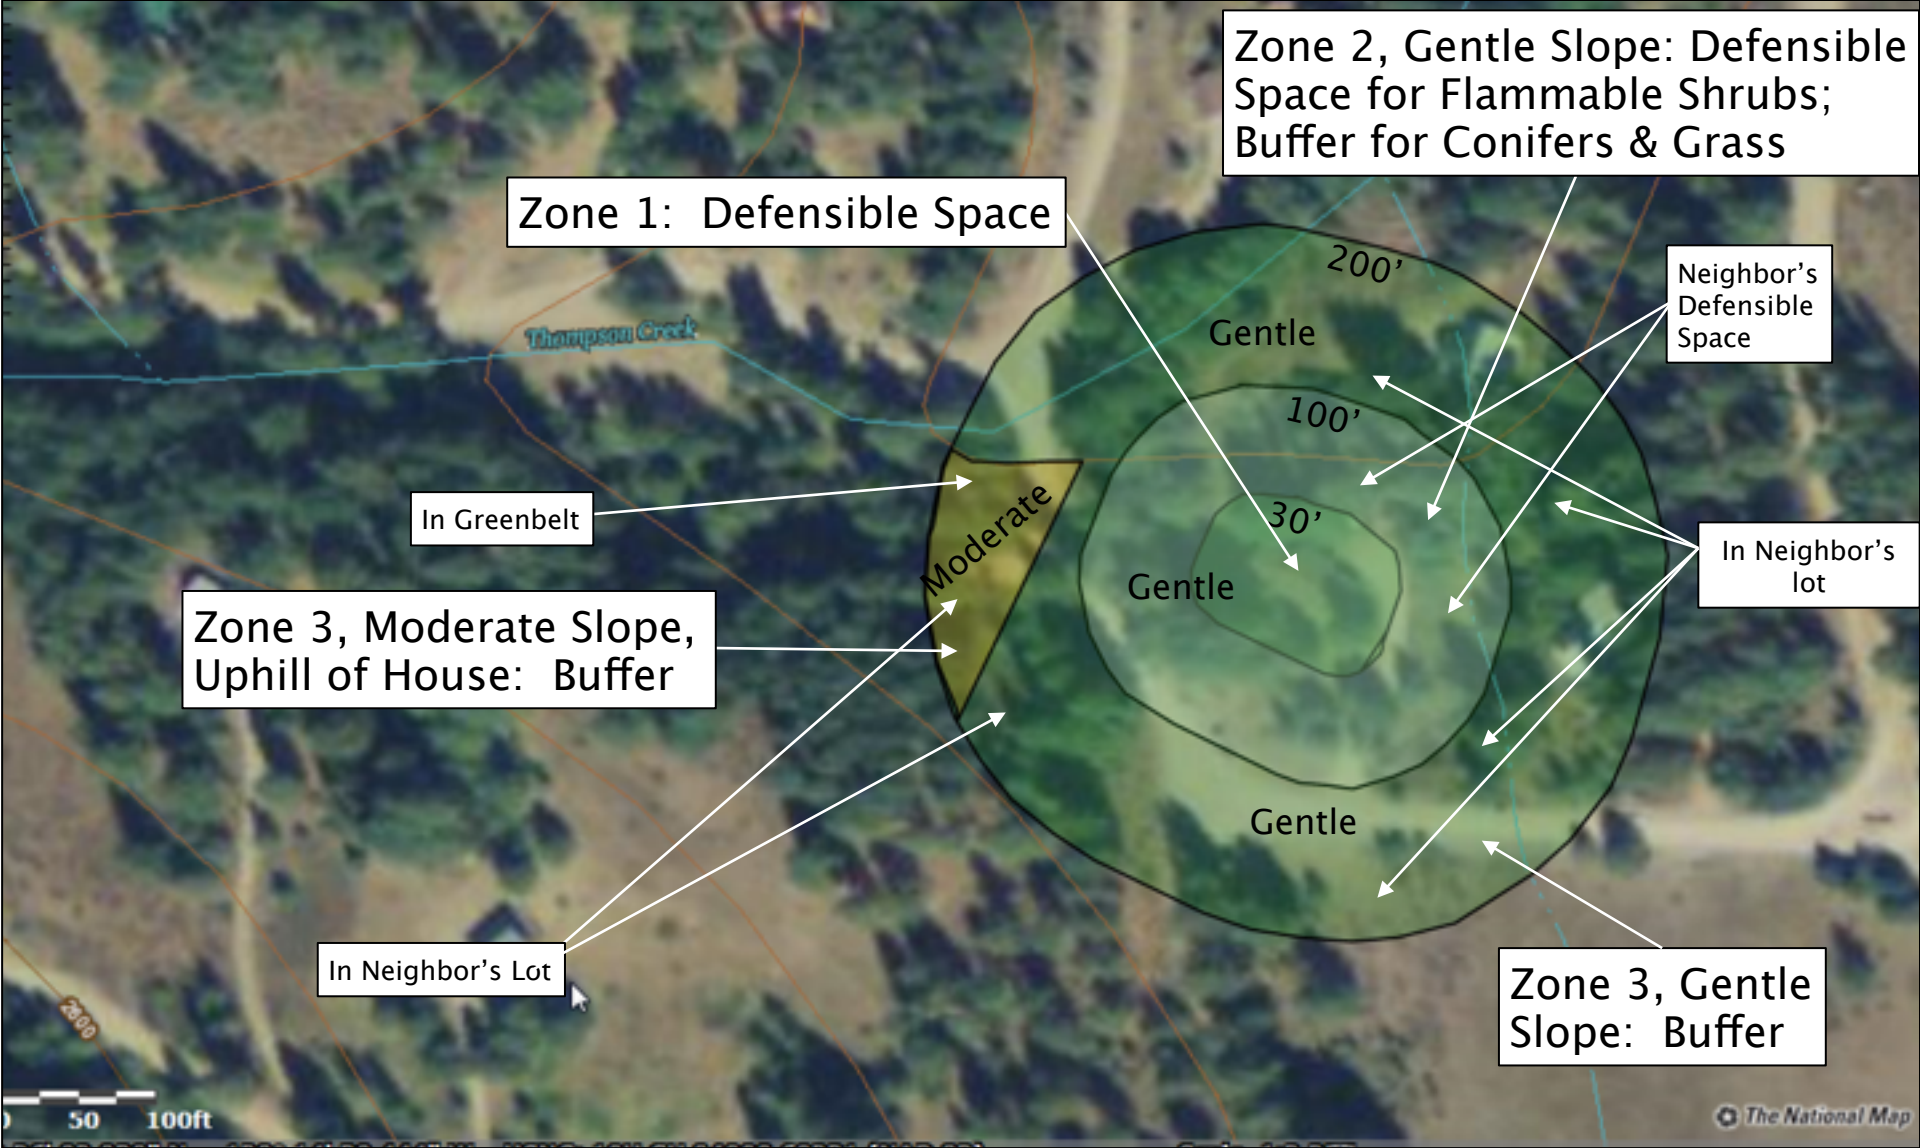 Zone 2, Gentle Slope: Defensible
Space for Flammable Shrubs;
Buffer for Conifers & Grass
Zone 1: Defensible Space
200’
Neighbor’s
Defensible
Space
Gentle
Thompson Creek
100’
In Greenbelt
Moderate
30’
In Neighbor’s
lot
Gentle
Zone 3, Moderate Slope,
Uphill of House: Buffer
Gentle
In Neighbor’s Lot
Zone 3, Gentle
Slope: Buffer
2800
50 100ft
The National Map